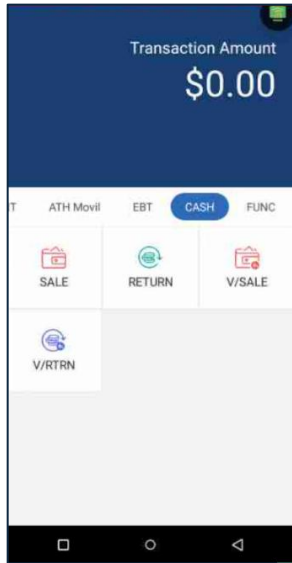 Transaction Amount
$0.00
T ATH Movil EBT CASH FUNC
SALE RETURN V/SALE
V/RTRN